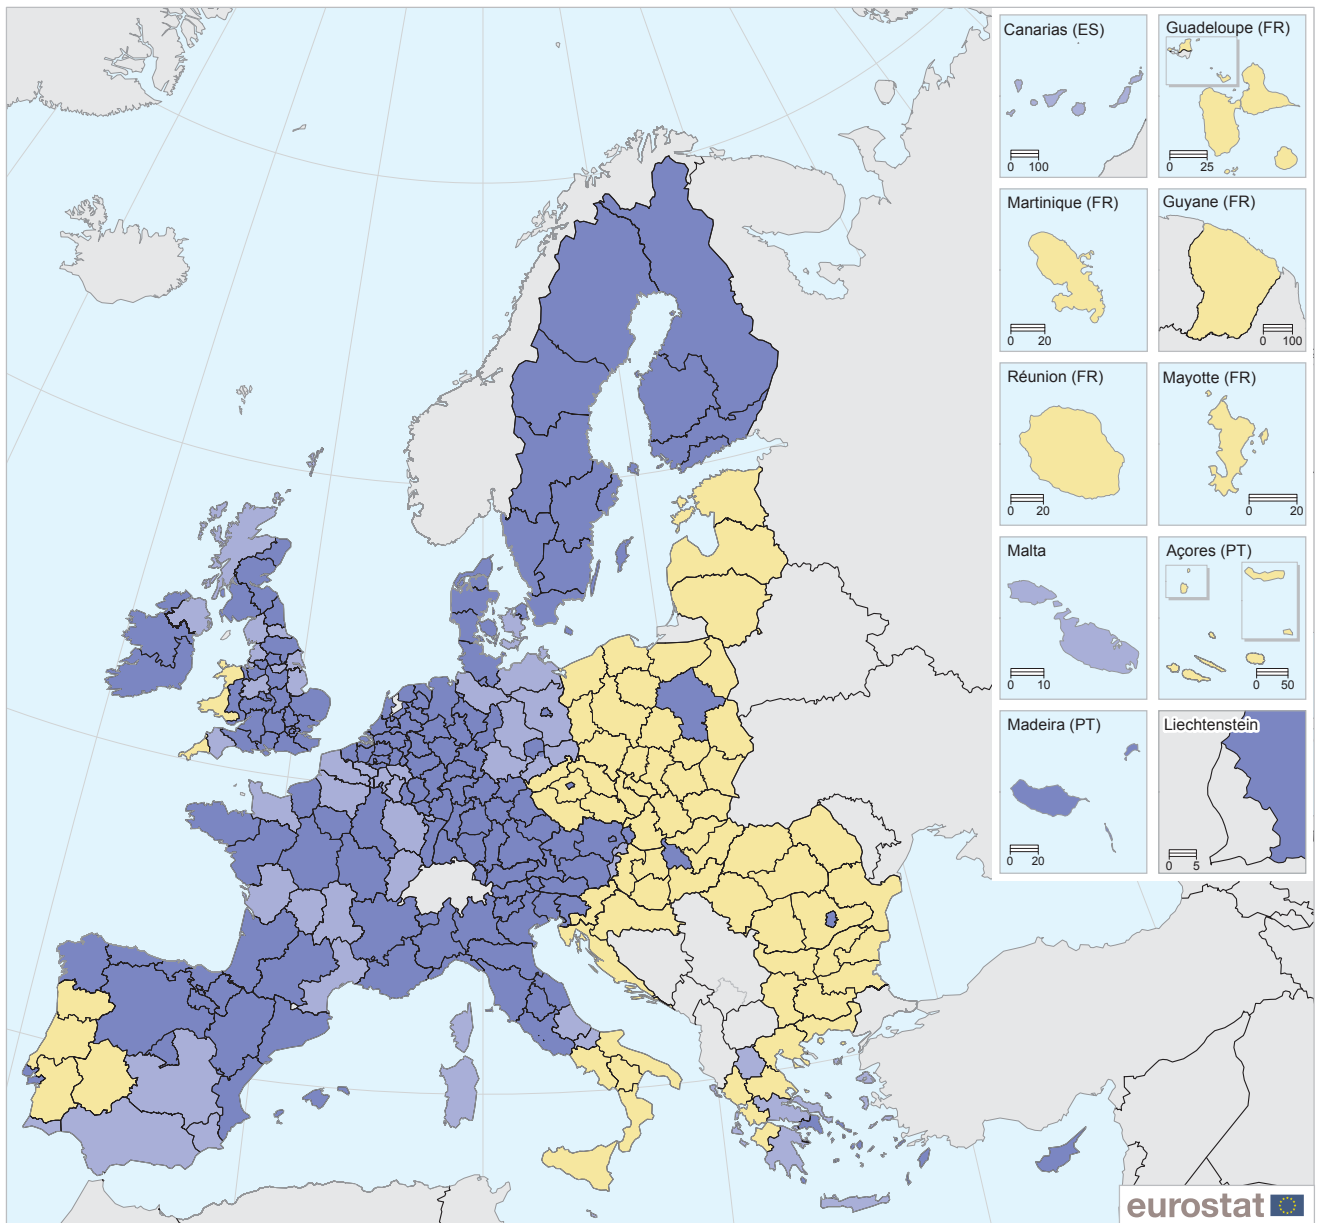 Canarias (ES)
0 100
Guadeloupe (FR)
0 25
Martinique (FR)
0 20
Guyane (FR)
0 100
Réunion (FR)
0 20
Mayotte (FR)
0 20
Malta
0 10
Açores (PT)
0 50
Madeira (PT)
0 20
Liechtenstein
0 5
eurostat